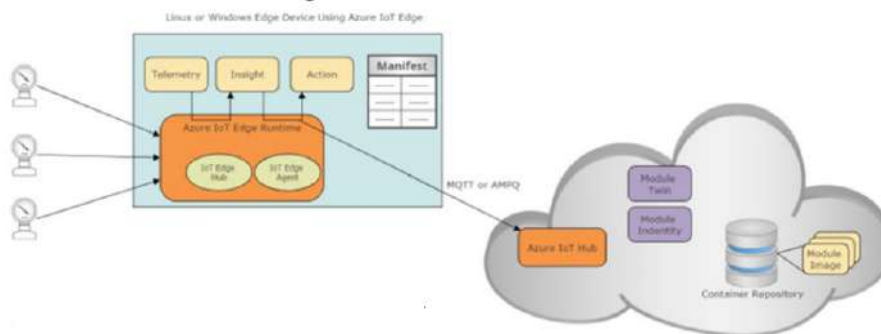 Linux or Windows Edge Device Using Azure IoT Edge
Telemetry
Insight
Action
Manifest
Azure IoT Edge Runtime
IoT Edge
Hub
IoT Edge
Agent
MQTT or AMPQ
Module
Twin
Module
Indentity
Azure IoT Hub
Module
Image
Container Repository